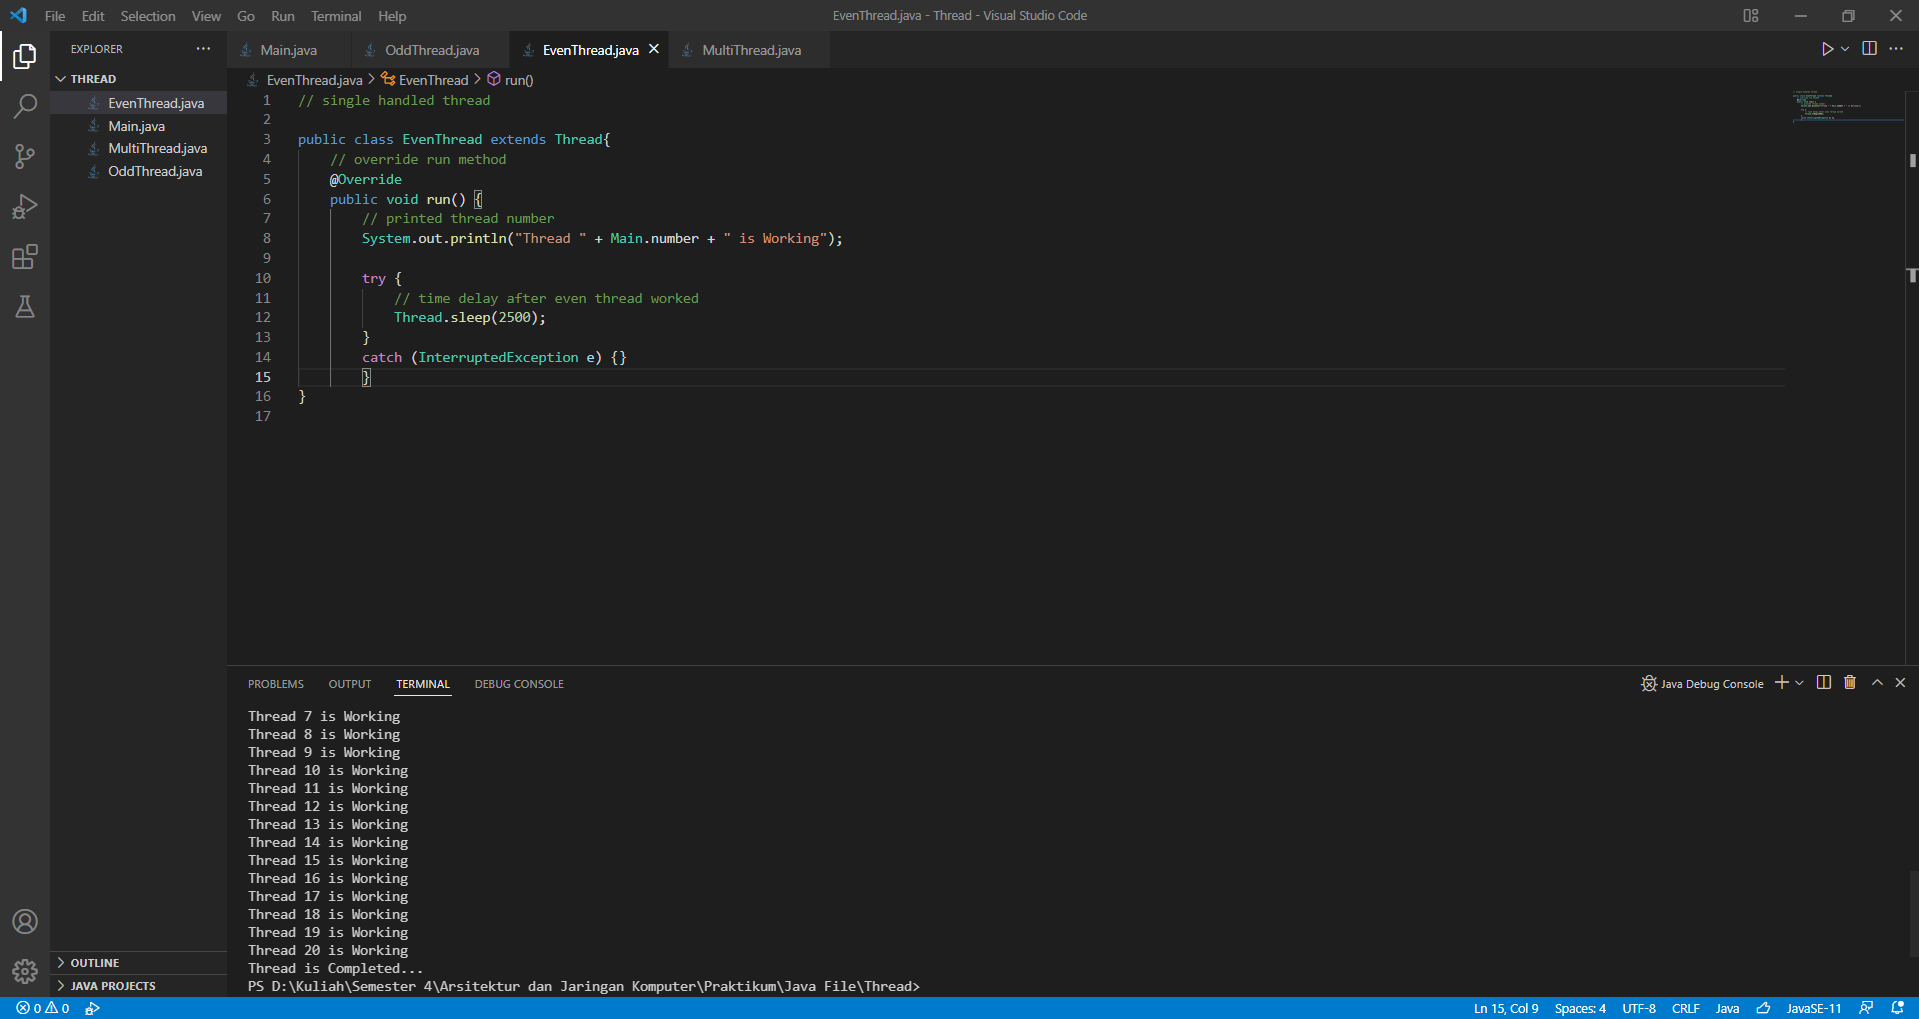 File Edit Selection View Go Run Terminal Help
EvenThread.java - Thread - Visual Studio Code
EXPLORER
THREAD
EvenThread.java
Main.java
MultiThread.java
OddThread.java
OUTLINE
JAVA PROJECTS
Main.java OddThread.java EvenThread.java MultiThread.java
EvenThread.java > EvenThread > run()
1 // single handled thread
2
3 public class EvenThread extends Thread{
4 // override run method
5 @Override
6 public void run() {
7 // printed thread number
8 System.out.println("Thread " + Main.number + " is Working");
9
10 try {
11 // time delay after even thread worked
12 Thread.sleep(2500);
13 }
14 catch (InterruptedException e) {}
15 }
16 }
17
PROBLEMS OUTPUT TERMINAL DEBUG CONSOLE
Java Debug Console
Thread 7 is Working
Thread 8 is Working
Thread 9 is Working
Thread 10 is Working
Thread 11 is Working
Thread 12 is Working
Thread 13 is Working
Thread 14 is Working
Thread 15 is Working
Thread 16 is Working
Thread 17 is Working
Thread 18 is Working
Thread 19 is Working
Thread 20 is Working
Thread is Completed...
PS D:\Kuliah\Semester 4\Arsitektur dan Jaringan Komputer\Praktikum\Java File\Thread>
0 0
Ln 15, Col 9 Spaces: 4 UTF-8 CRLF Java JavaSE-11